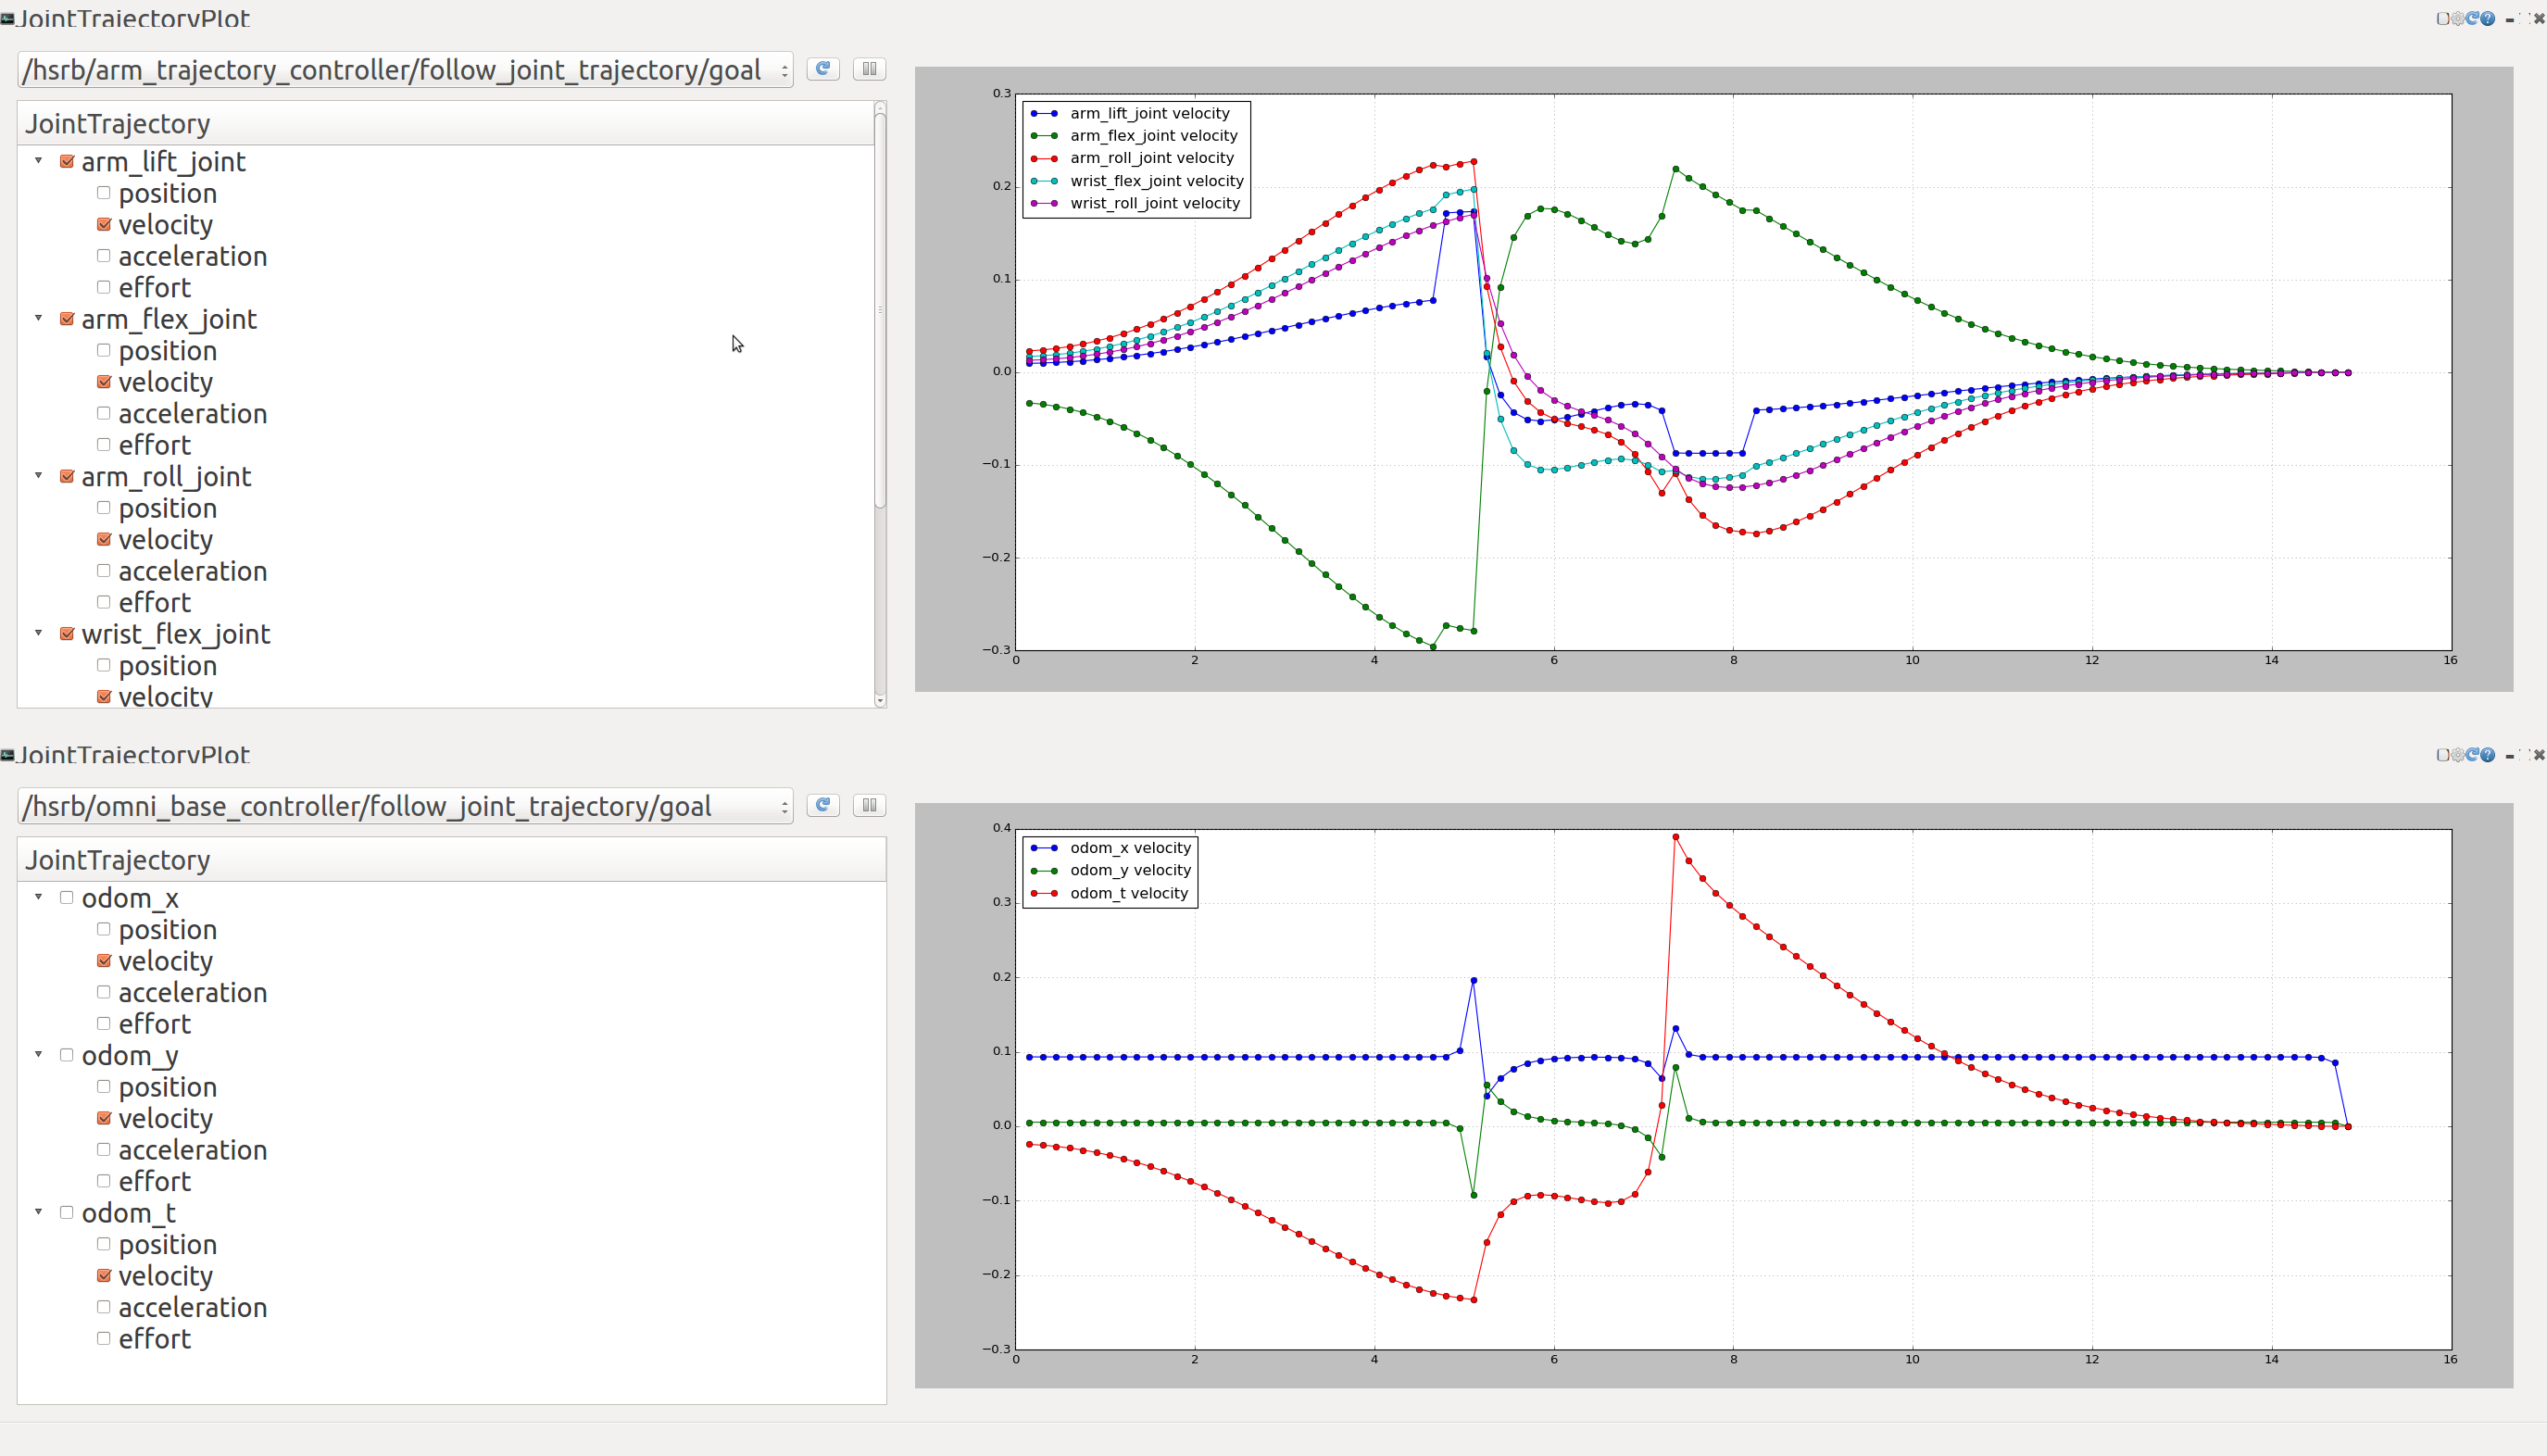 JointTrajectoryPlot
/hsrb/arm_trajectory_controller/follow_joint_trajectory/goal
JointTrajectory
arm_lift_joint
position
velocity
acceleration
effort
arm_flex_joint
position
velocity
acceleration
effort
arm_roll_joint
position
velocity
acceleration
effort
wrist_flex_joint
position
velocity
0.3
0.2
0.1
0.0
−0.1
−0.2
−0.3
arm_lift_joint velocity
arm_flex_joint velocity
arm_roll_joint velocity
wrist_flex_joint velocity
wrist_roll_joint velocity
0 2 4 6 8 10 12 14 16
JointTrajectoryPlot
/hsrb/omni_base_controller/follow_joint_trajectory/goal
JointTrajectory
odom_x
position
velocity
acceleration
effort
odom_y
position
velocity
acceleration
effort
odom_t
position
velocity
acceleration
effort
0.4
0.3
0.2
0.1
0.0
−0.1
−0.2
−0.3
odom_x velocity
odom_y velocity
odom_t velocity
0 2 4 6 8 10 12 14 16